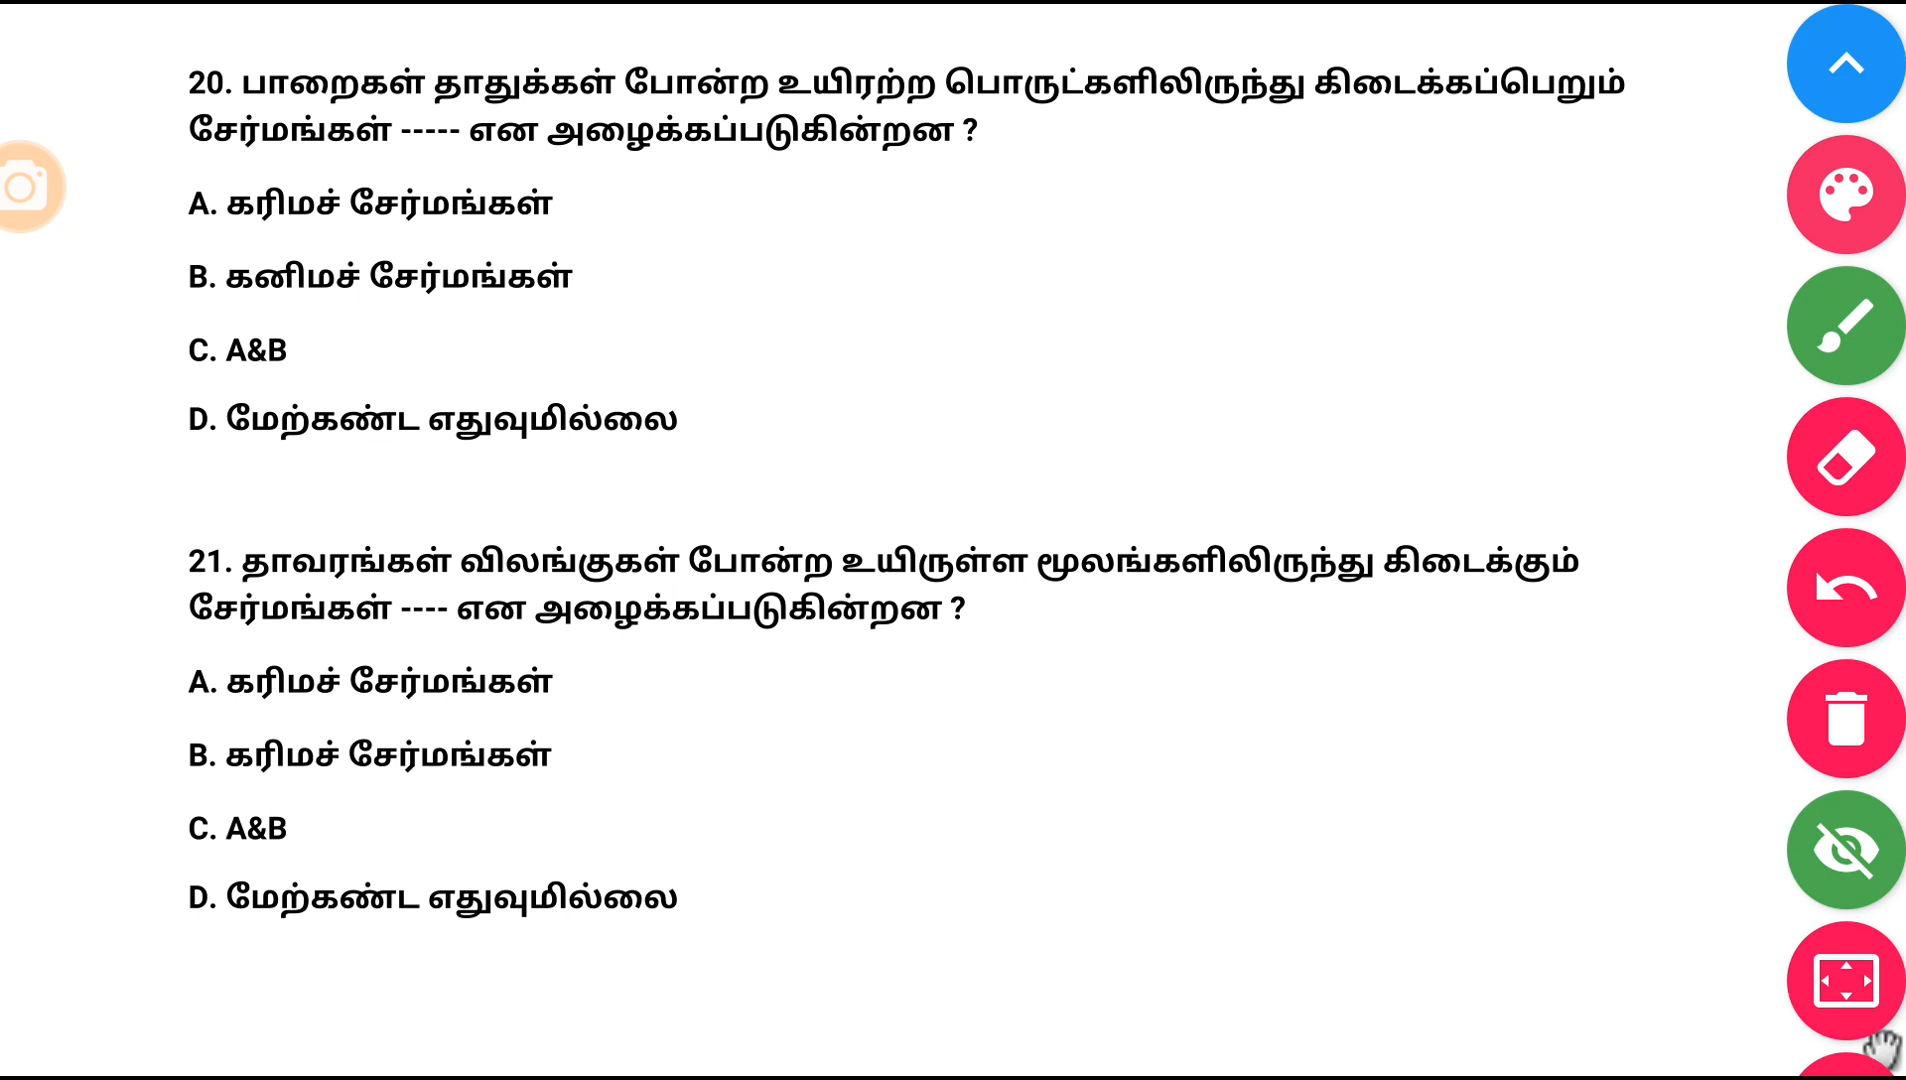 20. பாறைகள் தாதுக்கள் போன்ற உயிரற்ற பொருட்களிலிருந்து கிடைக்கப்பெறும்
சேர்மங்கள் ----- என அழைக்கப்படுகின்றன ?
A. கரிமச் சேர்மங்கள்
B. கனிமச் சேர்மங்கள்
C. A&B
D. மேற்கண்ட எதுவுமில்லை
21. தாவரங்கள் விலங்குகள் போன்ற உயிருள்ள மூலங்களிலிருந்து கிடைக்கும்
சேர்மங்கள் ---- என அழைக்கப்படுகின்றன ?
A. கரிமச் சேர்மங்கள்
B. கரிமச் சேர்மங்கள்
C. A&B
D. மேற்கண்ட எதுவுமில்லை